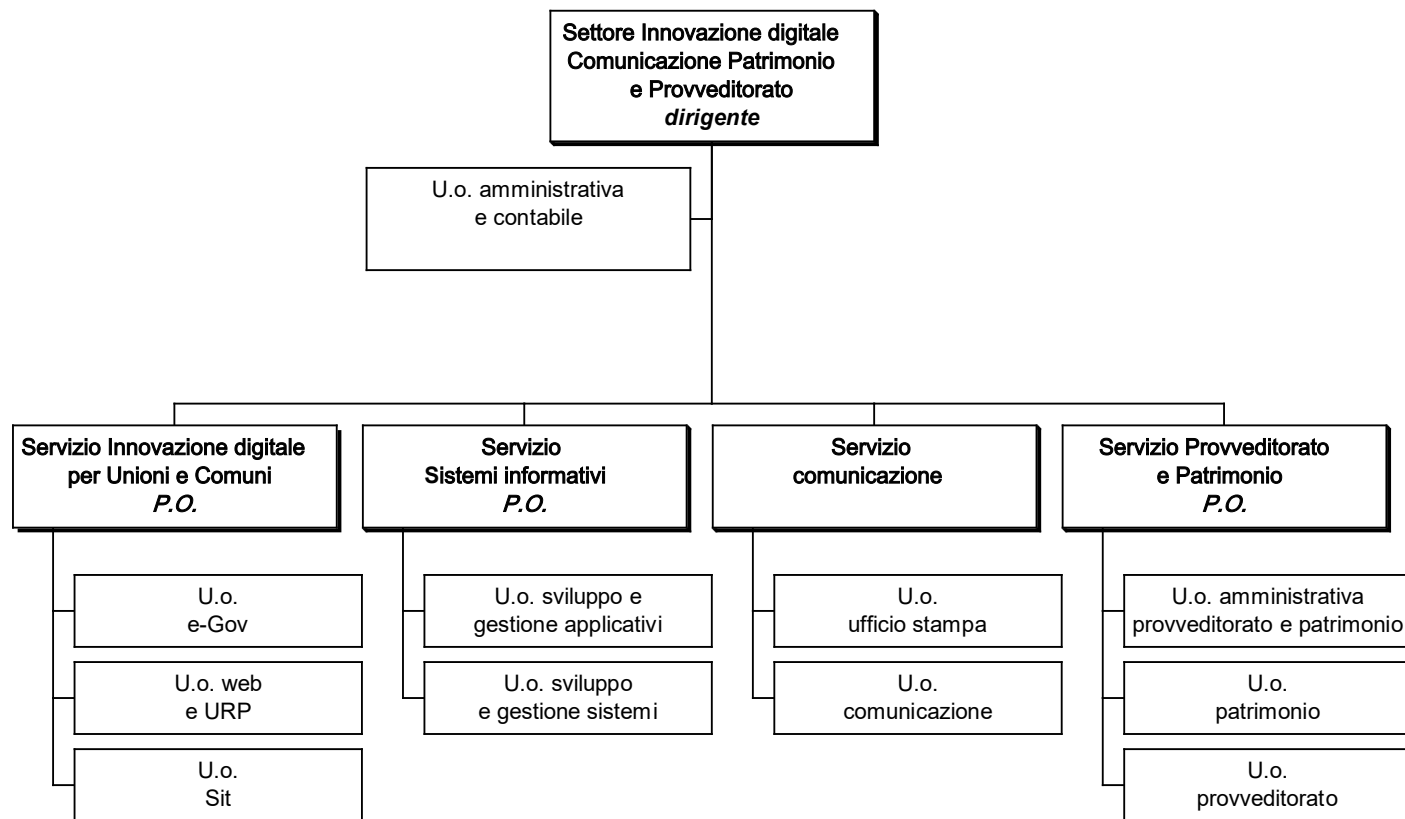 Settore Innovazione digitale
Comunicazione Patrimonio
e Provveditorato
dirigente
U.o. amministrativa
e contabile
Servizio Innovazione digitale
per Unioni e Comuni
P.O.
Servizio
Sistemi informativi
P.O.
Servizio
comunicazione
Servizio Provveditorato
e Patrimonio
P.O.
U.o.
e-Gov
U.o. web
e URP
U.o.
Sit
U.o. sviluppo e
gestione applicativi
U.o. sviluppo
e gestione sistemi
U.o.
ufficio stampa
U.o.
comunicazione
U.o. amministrativa
provveditorato e patrimonio
U.o.
patrimonio
U.o.
provveditorato